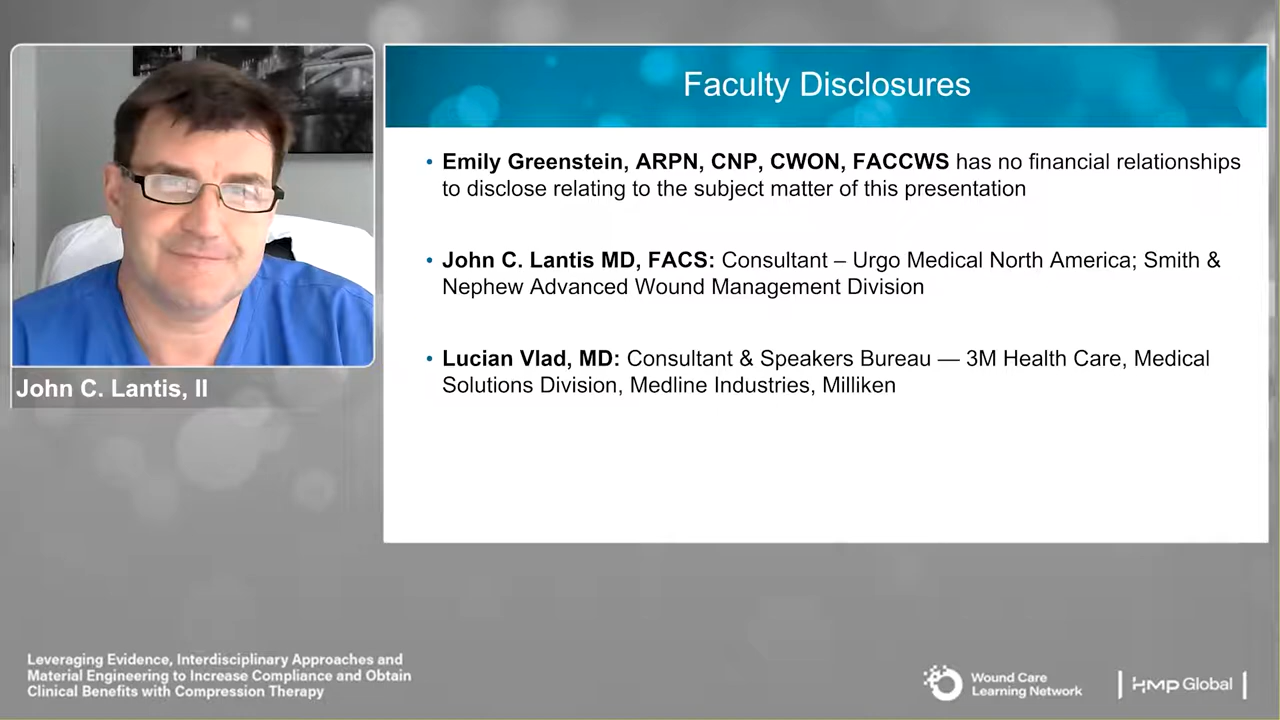 Faculty Disclosures
• Emily Greenstein, ARPN, CNP, CWON, FACCWS has no financial relationships
to disclose relating to the subject matter of this presentation
• John C. Lantis MD, FACS: Consultant – Urgo Medical North America; Smith &
Nephew Advanced Wound Management Division
• Lucian Vlad, MD: Consultant & Speakers Bureau — 3M Health Care, Medical
Solutions Division, Medline Industries, Milliken
John C. Lantis, II
Leveraging Evidence, Interdisciplinary Approaches and
Material Engineering to Increase Compliance and Obtain
Clinical Benefits with Compression Therapy
Wound Care
Learning Network
HMP Global